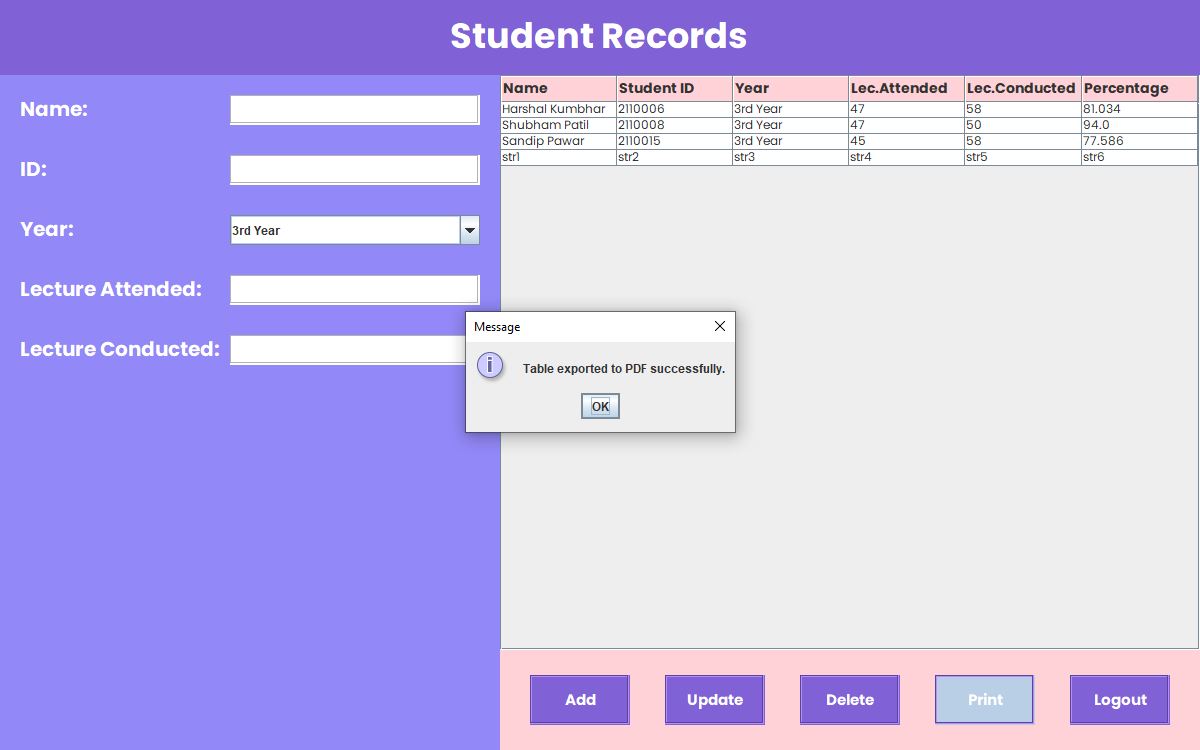 Student Records
Name:
ID:
Year: 3rd Year
Lecture Attended:
Lecture Conducted:
Name Student ID Year Lec.Attended Lec.Conducted Percentage
Harshal Kumbhar 2110006 3rd Year 47 58 81.034
Shubham Patil 2110008 3rd Year 47 50 94.0
Sandip Pawar 2110015 3rd Year 45 58 77.586
str1 str2 str3 str4 str5 str6
Message
Table exported to PDF successfully.
OK
Add Update Delete Print Logout